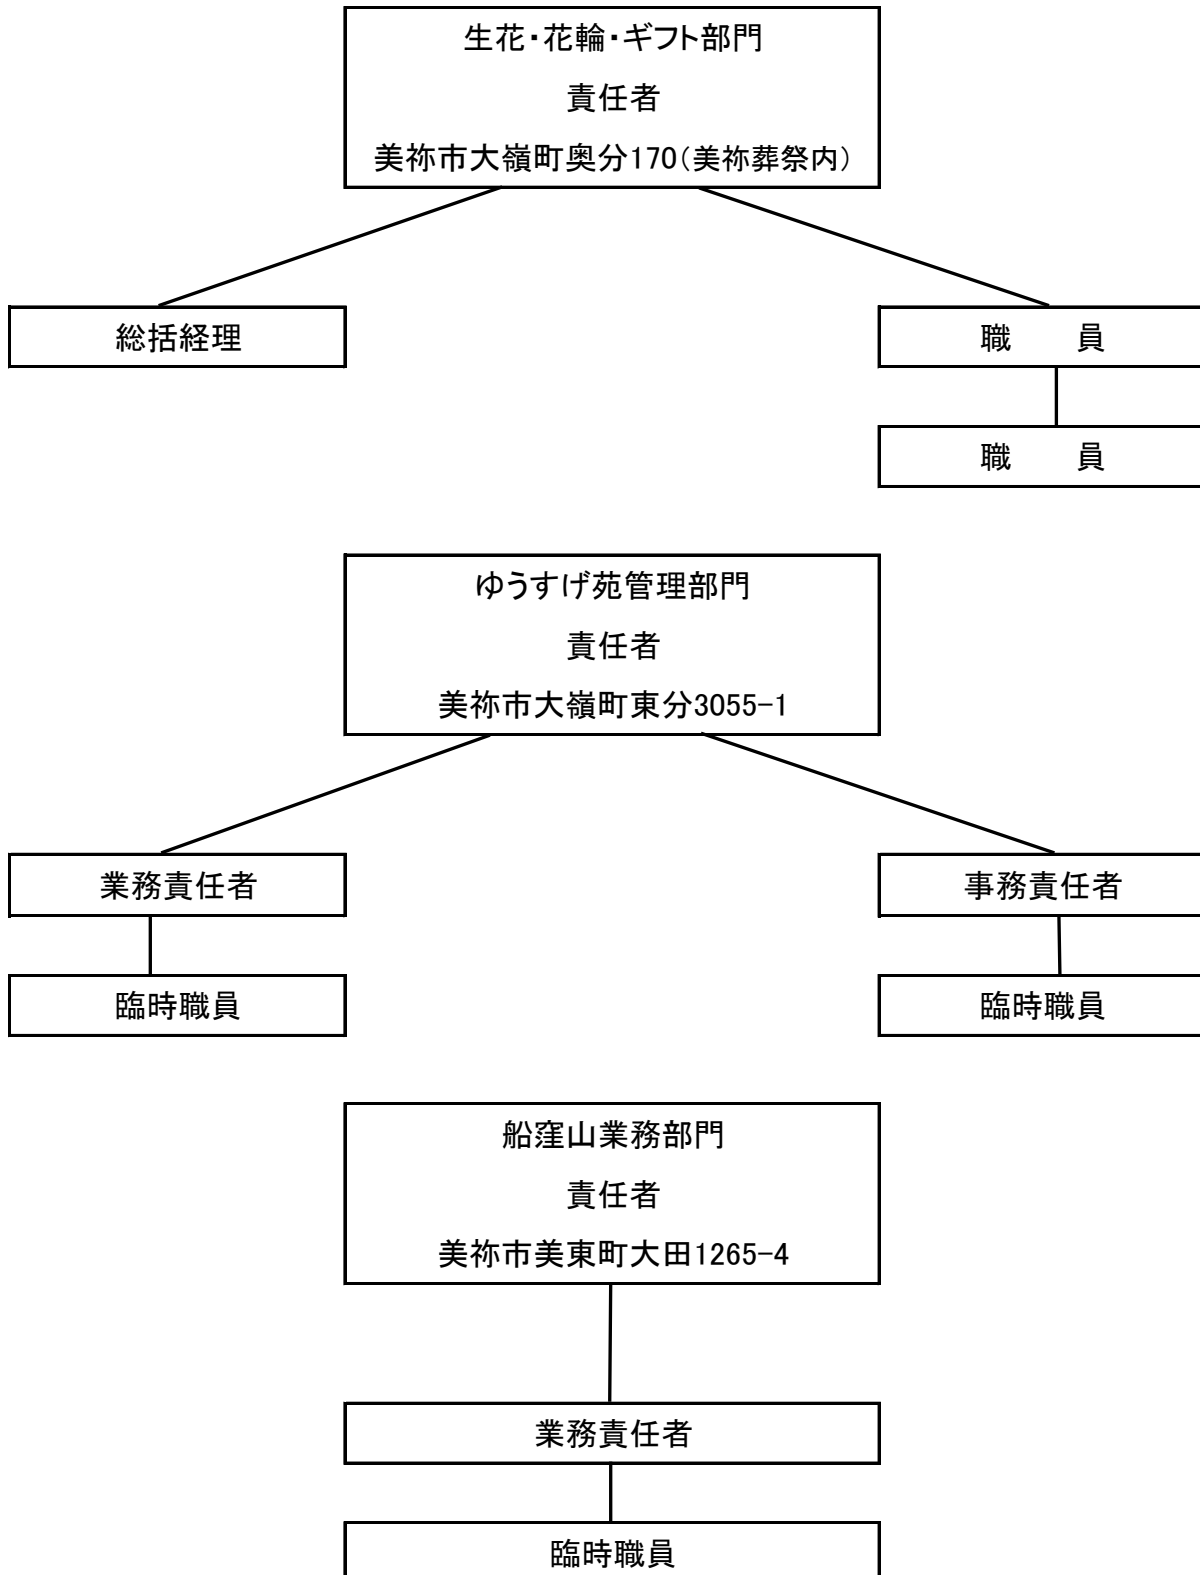 生花・花輪・ギフト部門
責任者
美祢市大嶺町奥分170(美祢葬祭内)
総括経理
職　　員
職　　員
ゆうすげ苑管理部門
責任者
美祢市大嶺町東分3055-1
業務責任者
事務責任者
臨時職員
臨時職員
船窪山業務部門
責任者
美祢市美東町大田1265-4
業務責任者
臨時職員